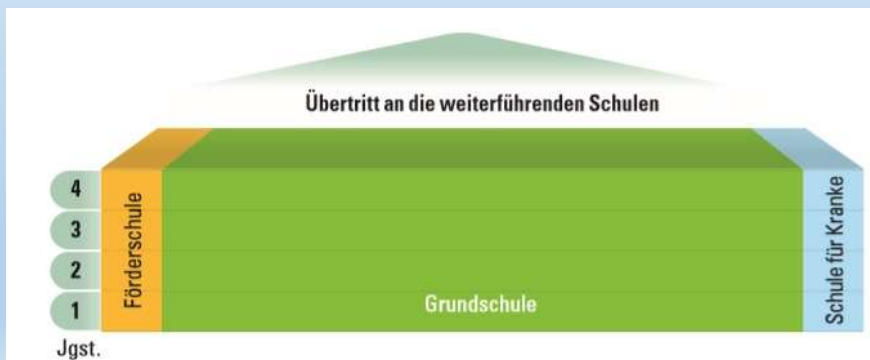 Übertritt an die weiterführenden Schulen
4
3
2
1
Jgst.
Förderschule
Grundschule
Schule für Kranke